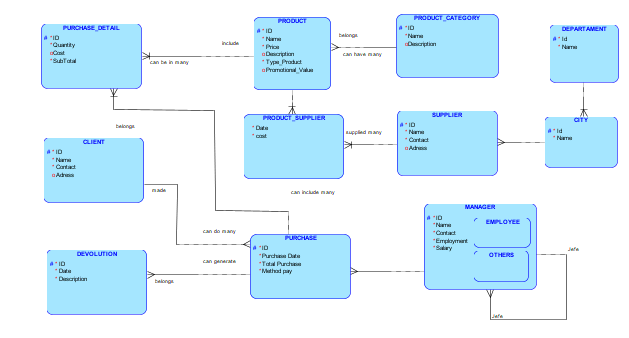 PURCHASE_DETAIL
# * ID
* Quantity
o Cost
* SubTotal
PRODUCT
# * ID
* Name
* Price
o Description
* Type_Product
o Promotional_Value
PRODUCT_CATEGORY
# * ID
* Name
o Description
DEPARTAMENT
# * Id
* Name
include
can be in many
belongs
can have many
belongs
PRODUCT_SUPPLIER
* Date
* cost
supplied many
SUPPLIER
# * ID
* Name
* Contact
o Adress
CITY
# * Id
* Name
CLIENT
# * ID
* Name
* Contact
o Adress
made
can include many
can do many
can generate
belongs
PURCHASE
# * ID
* Purchase Date
* Total Purchase
* Method pay
DEVOLUTION
# * ID
* Date
* Description
MANAGER
# * ID
* Name
* Contact
* Employment
* Salary
EMPLOYEE
OTHERS
Jefe
Jefe